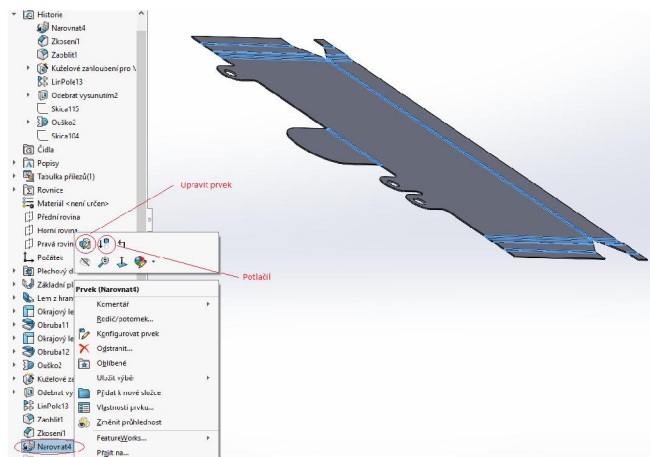 Historie
Narovnat4
Zkosení1
Zaoblit1
Kuželové zahloubení pro V
LinPole13
Odebrat vysunutím2
Skica115
Ouško2
Skica104
Čidla
Popisy
Tabulka přířezů(1)
Rovnice
Materiál <není určen>
Přední rovina
Horní rovina
Pravá rovin
Počátek
Plechový d
Základní pl
Lem z hran
Okrajový le
Obruba11
Okrajový le
Obruba12
Ouško2
Kuželové za
Odebrat vy
LinPole13
Zaoblit1
Zkosení1
Narovnat4
Upravit prvek
Potlačil
Prvek (Narovnat4)
Komentář
Rodič/potomek...
Konfigurovat prvek
Odstranit...
Oblíbené
Uložit výběr
Přidat k nové složce
Vlastnosti prvku...
Změnit průhlednost
FeatureWorks...
Přejít na...